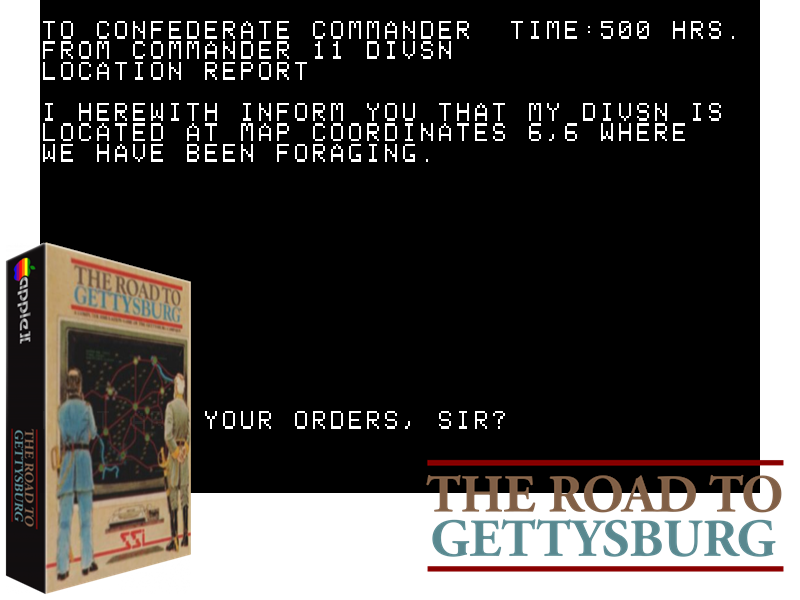 TO CONFEDERATE COMMANDER TIME:500 HRS.
FROM COMMANDER 11 DIVSN
LOCATION REPORT
I HEREWITH INFORM YOU THAT MY DIVSN IS
LOCATED AT MAP COORDINATES 6,6 WHERE
WE HAVE BEEN FORAGING.
YOUR ORDERS, SIR?
apple II
THE ROAD TO
GETTYSBURG
THE ROAD TO
GETTYSBURG
SSI
THE ROAD TO
GETTYSBURG